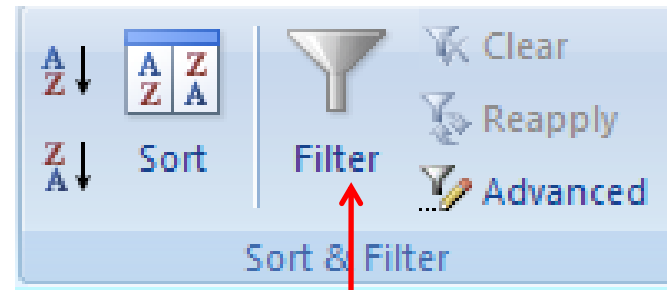 A
Z
A Z
Z A
Z
A
Sort
Filter
Clear
Reapply
Advanced
Sort & Filter